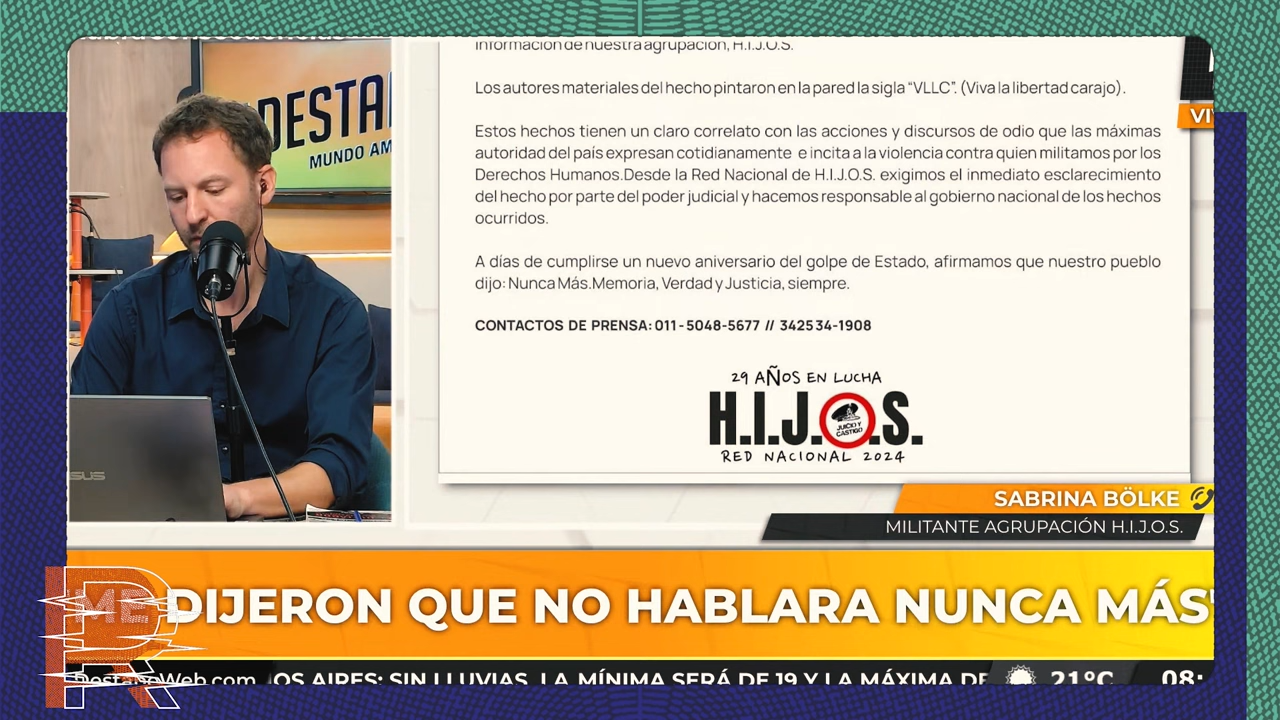 DESTA
MUNDO AM
información de nuestra agrupación, H.I.J.O.S.
Los autores materiales del hecho pintaron en la pared la sigla “VLLC”. (Viva la libertad carajo).
Estos hechos tienen un claro correlato con las acciones y discursos de odio que las máximas
autoridad del país expresan cotidianamente e incita a la violencia contra quien militamos por los
Derechos Humanos.Desde la Red Nacional de H.I.J.O.S. exigimos el inmediato esclarecimiento
del hecho por parte del poder judicial y hacemos responsable al gobierno nacional de los hechos
ocurridos.
A días de cumplirse un nuevo aniversario del golpe de Estado, afirmamos que nuestro pueblo
dijo: Nunca Más.Memoria, Verdad y Justicia, siempre.
CONTACTOS DE PRENSA: 011-5048-5677 // 342534-1908
29 AÑOS EN LUCHA
H.I.J.O.S.
JUICIO Y
CASTIGO
RED NACIONAL 2024
VI
ASUS
SABRINA BÖLKE
MILITANTE AGRUPACIÓN H.I.J.O.S.
ME DIJERON QUE NO HABLARA NUNCA MÁS"
R
DestapeWeb.com OS AIRES: SIN LLUVIAS. LA MÍNIMA SERÁ DE 19 Y LA MÁXIMA DE 21°C 08: